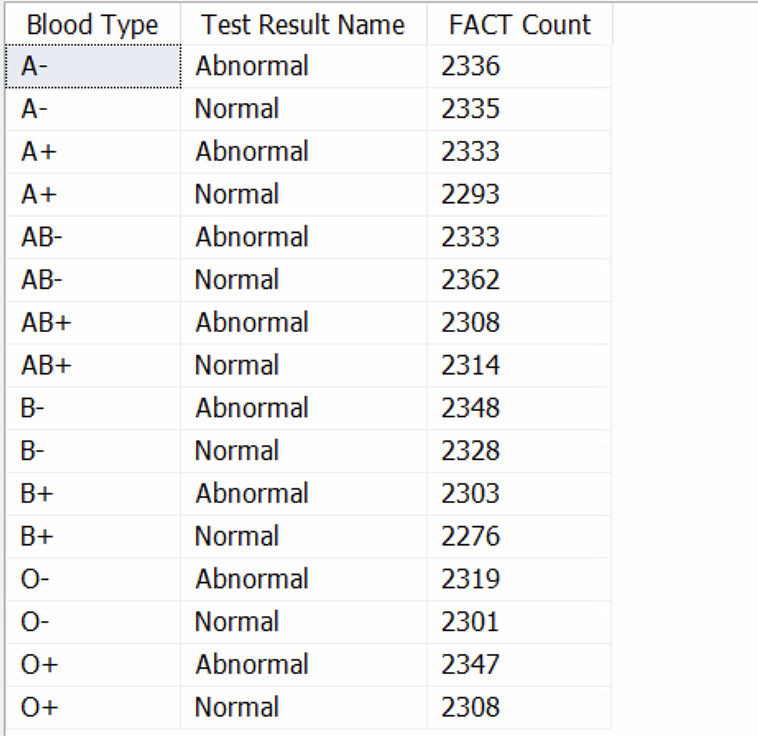 Blood Type Test Result Name FACT Count
A- Abnormal 2336
A- Normal 2335
A+ Abnormal 2333
A+ Normal 2293
AB- Abnormal 2333
AB- Normal 2362
AB+ Abnormal 2308
AB+ Normal 2314
B- Abnormal 2348
B- Normal 2328
B+ Abnormal 2303
B+ Normal 2276
O- Abnormal 2319
O- Normal 2301
O+ Abnormal 2347
O+ Normal 2308